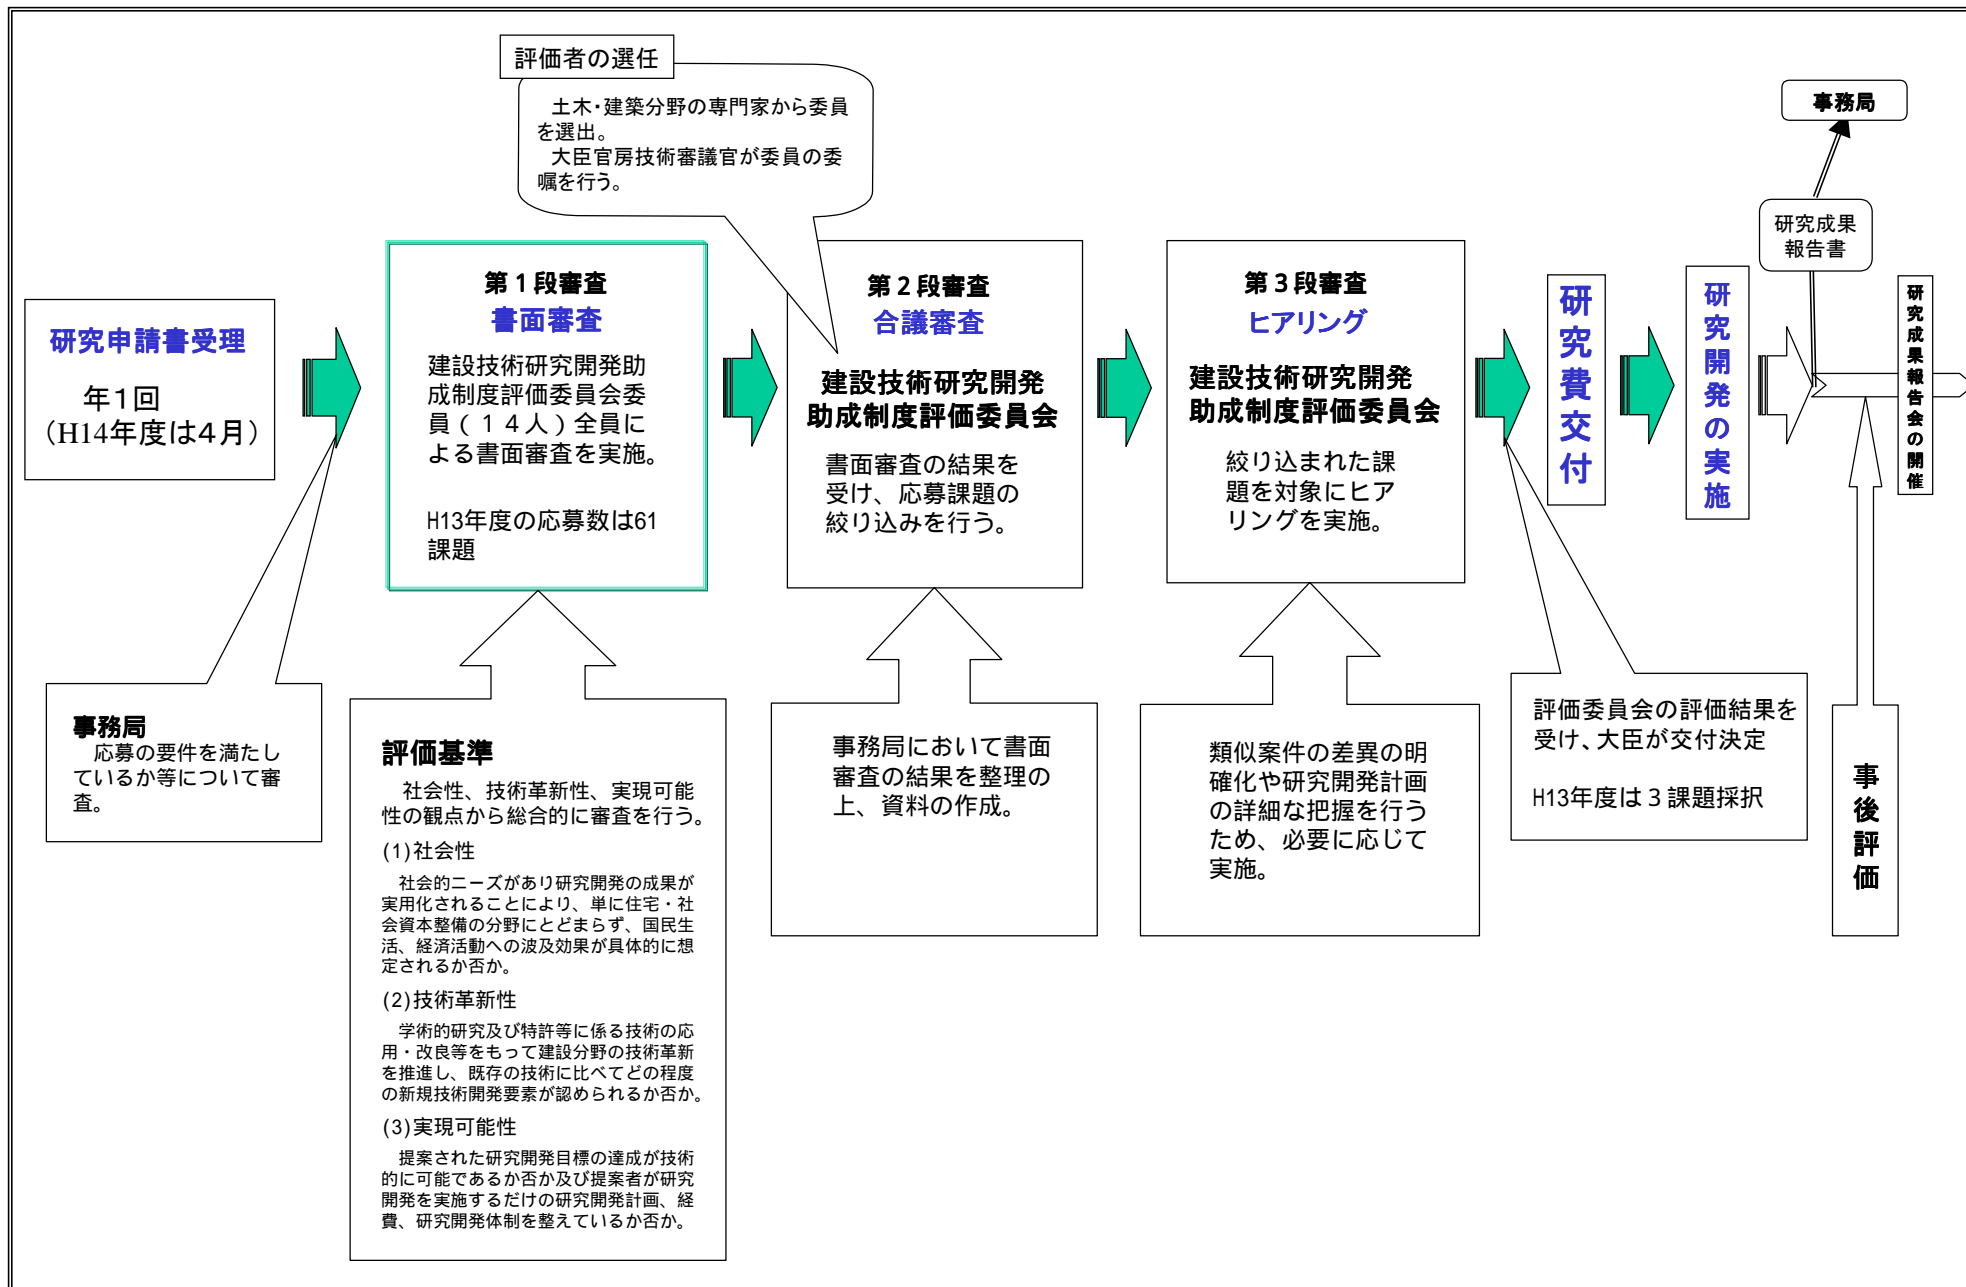 評価者の選任
土木・建築分野の専門家から委員
を選出。
大臣官房技術審議官が委員の委
嘱を行う。
事務局
研究成果
報告書
研究申請書受理
年1回
（H14年度は4月）
第1段審査
書面審査
建設技術研究開発助
成制度評価委員会委
員（14人）全員に
よる書面審査を実施。
H13年度の応募数は61
課題
第2段審査
合議審査
建設技術研究開発
助成制度評価委員会
書面審査の結果を
受け、応募課題の
絞り込みを行う。
第3段審査
ヒアリング
建設技術研究開発
助成制度評価委員会
絞り込まれた課
題を対象にヒア
リングを実施。
研究費交付
研究開発の実施
研究成果報告会の開催
事務局
応募の要件を満たし
ているか等について審
査。
評価基準
社会性、技術革新性、実現可能
性の観点から総合的に審査を行う。
(1)社会性
社会的ニーズがあり研究開発の成果が
実用化されることにより、単に住宅・社
会資本整備の分野にとどまらず、国民生
活、経済活動への波及効果が具体的に想
定されるか否か。
(2)技術革新性
学術的研究及び特許等に係る技術の応
用・改良等をもって建設分野の技術革新
を推進し、既存の技術に比べてどの程度
の新規技術開発要素が認められるか否か。
(3)実現可能性
提案された研究開発目標の達成が技術
的に可能であるか否か及び提案者が研究
開発を実施するだけの研究開発計画、経
費、研究開発体制を整えているか否か。
事務局において書面
審査の結果を整理の
上、資料の作成。
類似案件の差異の明
確化や研究開発計画
の詳細な把握を行う
ため、必要に応じて
実施。
評価委員会の評価結果を
受け、大臣が交付決定
H13年度は3課題採択
事後評価